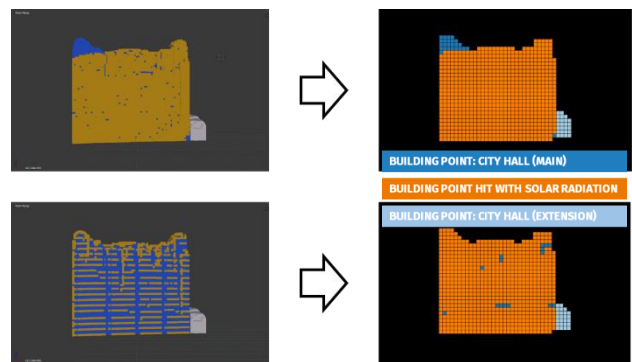 BUILDING POINT: CITY HALL (MAIN)
BUILDING POINT HIT WITH SOLAR RADIATION
BUILDING POINT: CITY HALL (EXTENSION)